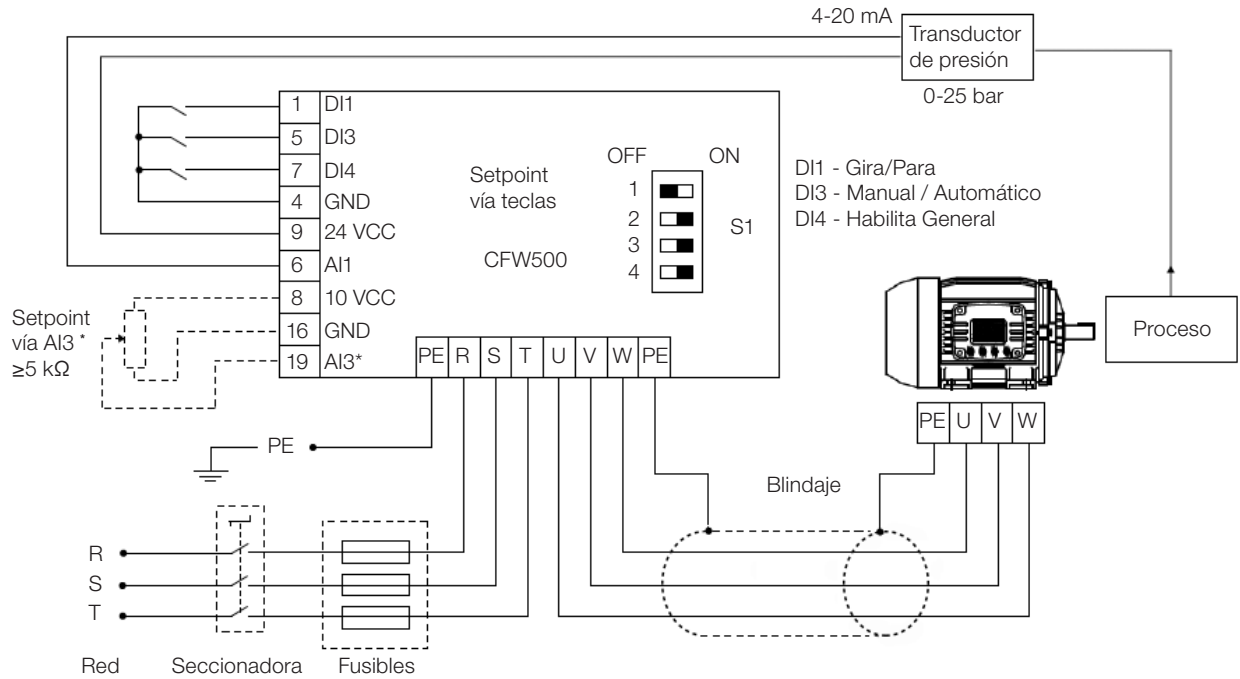 4-20 mA
Transductor
de presión
0-25 bar
1 DI1
5 DI3
7 DI4
4 GND
9 24 VCC
6 AI1
8 10 VCC
16 GND
19 AI3*
Setpoint
vía teclas
CFW500
OFF ON
1
2
3
4
S1
DI1 - Gira/Para
DI3 - Manual / Automático
DI4 - Habilita General
Setpoint
vía AI3 *
≥5 kΩ
PE R S T U V W PE
Proceso
PE U V W
PE
Blindaje
R
S
T
Red Seccionadora Fusibles